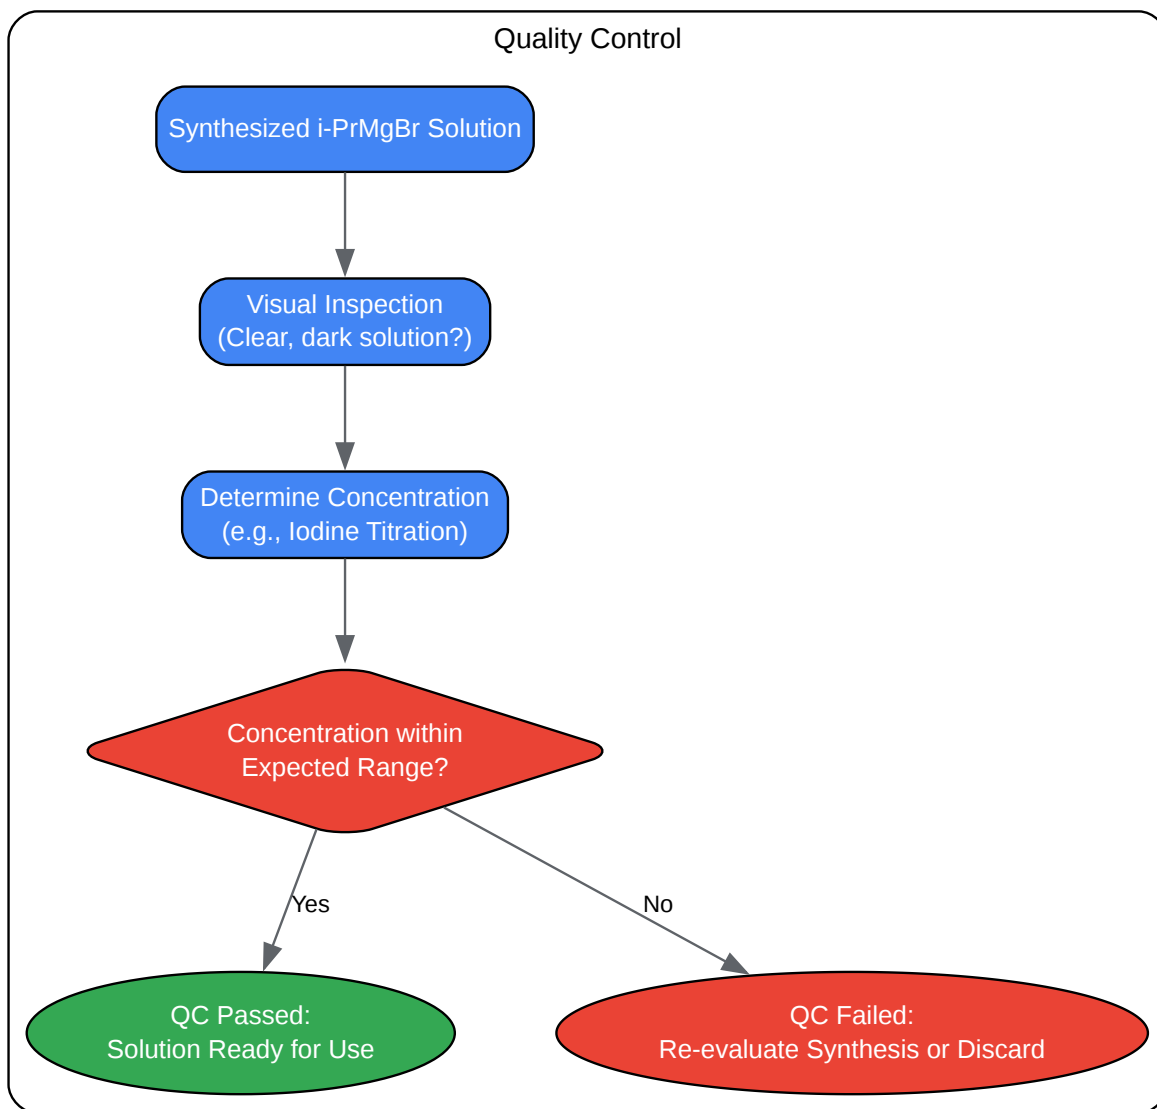 Quality Control
Synthesized i-PrMgBr Solution
Visual Inspection
(Clear, dark solution?)
Determine Concentration
(e.g., Iodine Titration)
Concentration within
Expected Range?
Yes
No
QC Passed:
Solution Ready for Use
QC Failed:
Re-evaluate Synthesis or Discard